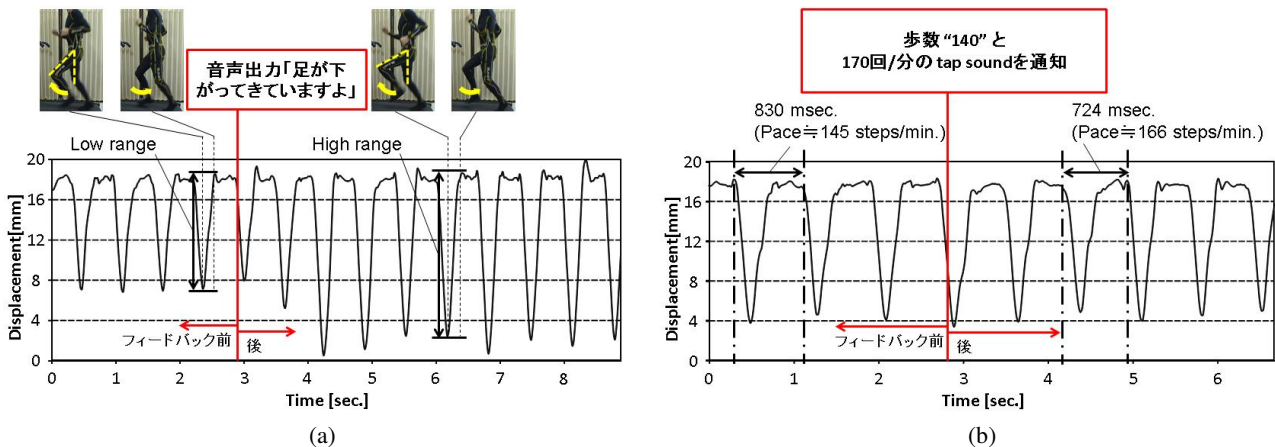 音声出力「足が下
がってきていますよ」
Low range
High range
Displacement[mm]
20
16
12
8
4
0
フィードバック前
後
0 1 2 3 4 5 6 7 8
Time [sec.]
(a)
歩数 “140” と
170回/分のtap soundを通知
830 msec.
(Pace≒145 steps/min.)
724 msec.
(Pace≒166 steps/min.)
Displacement[mm]
20
16
12
8
4
0
フィードバック前
後
0 1 2 3 4 5 6
Time [sec.]
(b)